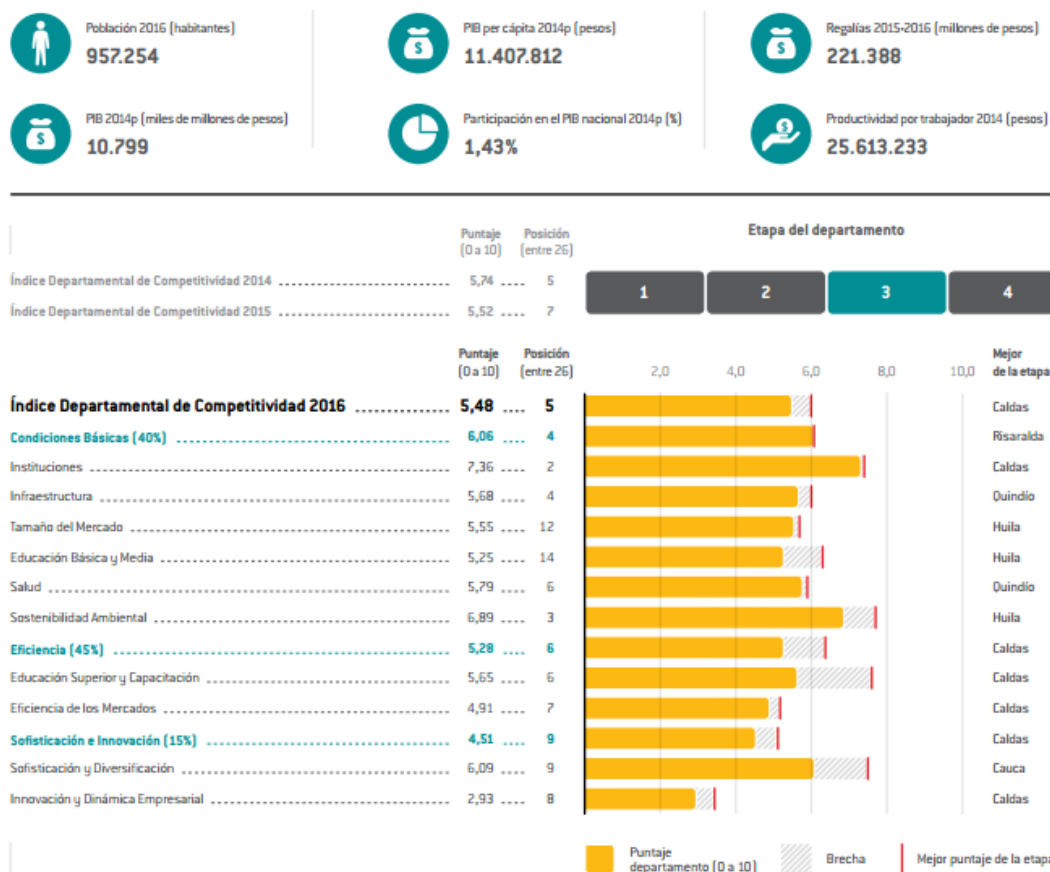 Población 2016 (habitantes)
957.254
PIB per cápita 2014p (pesos)
11.407.812
Regalías 2015-2016 (millones de pesos)
221.388
PIB 2014p (miles de millones de pesos)
10.799
Participación en el PIB nacional 2014p (%)
1,43%
Productividad por trabajador 2014 (pesos)
25.613.233
Puntaje (0 a 10) Posición (entre 26)
Etapa del departamento
Índice Departamental de Competitividad 2014 5,74 5
Índice Departamental de Competitividad 2015 5,52 7
1 2 3 4
Puntaje (0 a 10) Posición (entre 26) 2,0 4,0 6,0 8,0 10,0 Mejor de la etapa
Índice Departamental de Competitividad 2016 5,48 5 Caldas
Condiciones Básicas (40%) 6,06 4 Risaralda
Instituciones 7,36 2 Caldas
Infraestructura 5,68 4 Quindío
Tamaño del Mercado 5,55 12 Huila
Educación Básica y Media 5,25 14 Huila
Salud 5,79 6 Quindío
Sostenibilidad Ambiental 6,89 3 Huila
Eficiencia (45%) 5,28 6 Caldas
Educación Superior y Capacitación 5,65 6 Caldas
Eficiencia de los Mercados 4,91 7 Caldas
Sofisticación e Innovación (15%) 4,51 9 Caldas
Sofisticación y Diversificación 6,09 9 Cauca
Innovación y Dinámica Empresarial 2,93 8 Caldas
Puntaje departamento (0 a 10)
Brecha
Mejor puntaje de la etapa